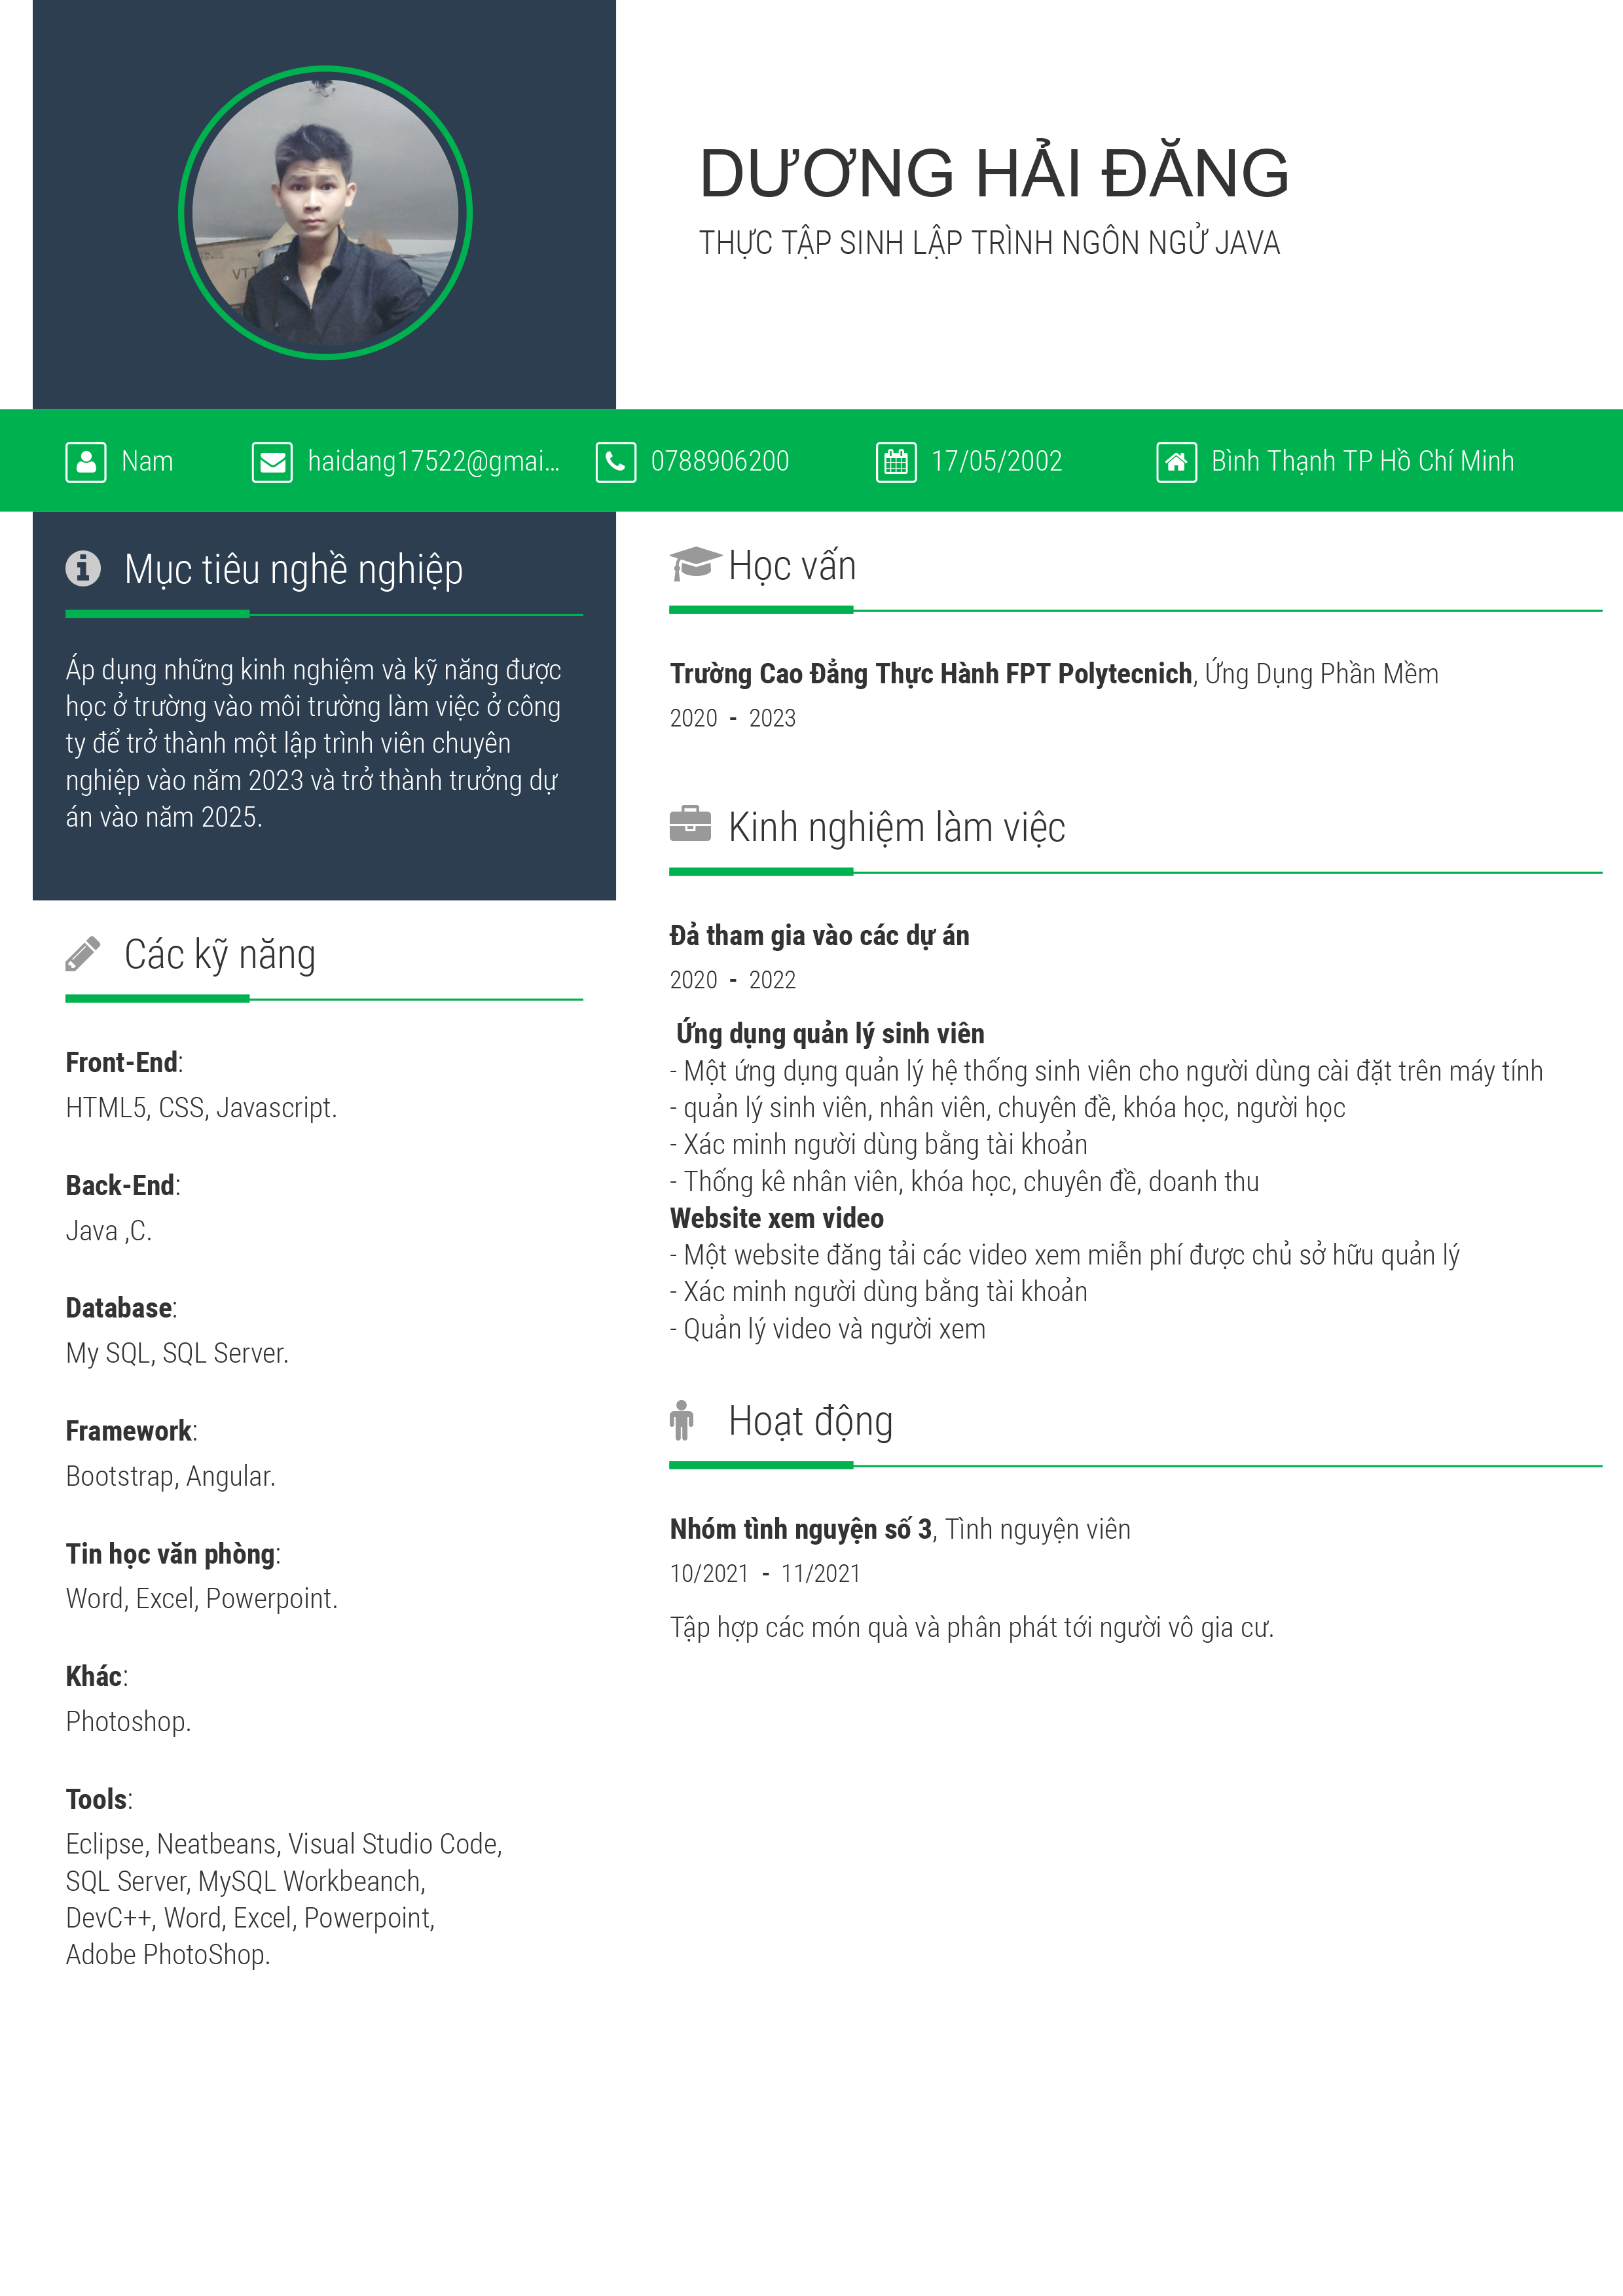 DƯƠNG HẢI ĐĂNG
THỰC TẬP SINH LẬP TRÌNH NGÔN NGỬ JAVA
Nam
haidang17522@gmai...
0788906200
17/05/2002
Bình Thạnh TP Hồ Chí Minh
Mục tiêu nghề nghiệp
Áp dụng những kinh nghiệm và kỹ năng được
học ở trường vào môi trường làm việc ở công
ty để trở thành một lập trình viên chuyên
nghiệp vào năm 2023 và trở thành trưởng dự
án vào năm 2025.
Các kỹ năng
Front-End:
HTML5, CSS, Javascript.
Back-End:
Java ,C.
Database:
My SQL, SQL Server.
Framework:
Bootstrap, Angular.
Tin học văn phòng:
Word, Excel, Powerpoint.
Khác:
Photoshop.
Tools:
Eclipse, Neatbeans, Visual Studio Code,
SQL Server, MySQL Workbeanch,
DevC++, Word, Excel, Powerpoint,
Adobe PhotoShop.
Học vấn
Trường Cao Đẳng Thực Hành FPT Polytecnich, Ứng Dụng Phần Mềm
2020 - 2023
Kinh nghiệm làm việc
Đả tham gia vào các dự án
2020 - 2022
Ứng dụng quản lý sinh viên
- Một ứng dụng quản lý hệ thống sinh viên cho người dùng cài đặt trên máy tính
- quản lý sinh viên, nhân viên, chuyên đề, khóa học, người học
- Xác minh người dùng bằng tài khoản
- Thống kê nhân viên, khóa học, chuyên đề, doanh thu
Website xem video
- Một website đăng tải các video xem miễn phí được chủ sở hữu quản lý
- Xác minh người dùng bằng tài khoản
- Quản lý video và người xem
Hoạt động
Nhóm tình nguyện số 3, Tình nguyện viên
10/2021 - 11/2021
Tập hợp các món quà và phân phát tới người vô gia cư.